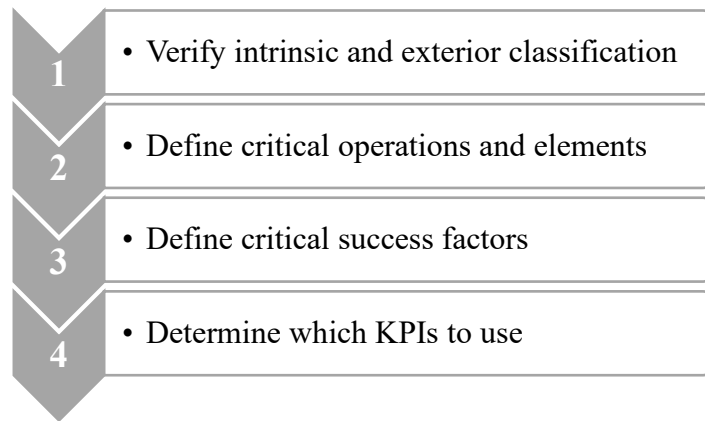 1
• Verify intrinsic and exterior classification
2
• Define critical operations and elements
3
• Define critical success factors
4
• Determine which KPIs to use